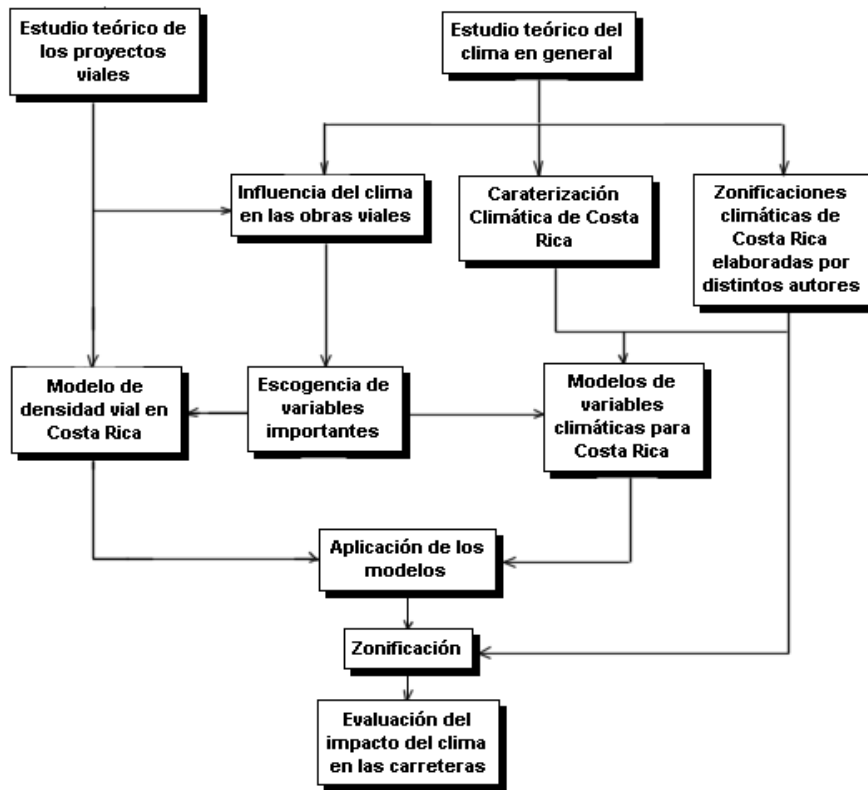 Estudio teórico de
los proyectos
viales
Estudio teórico del
clima en general
Influencia del clima
en las obras viales
Caraterización
Climática de Costa
Rica
Zonificaciones
climáticas de
Costa Rica
elaboradas por
distintos autores
Modelo de
densidad vial en
Costa Rica
Escogencia de
variables
importantes
Modelos de
variables
climáticas para
Costa Rica
Aplicación de los
modelos
Zonificación
Evaluación del
impacto del clima
en las carreteras